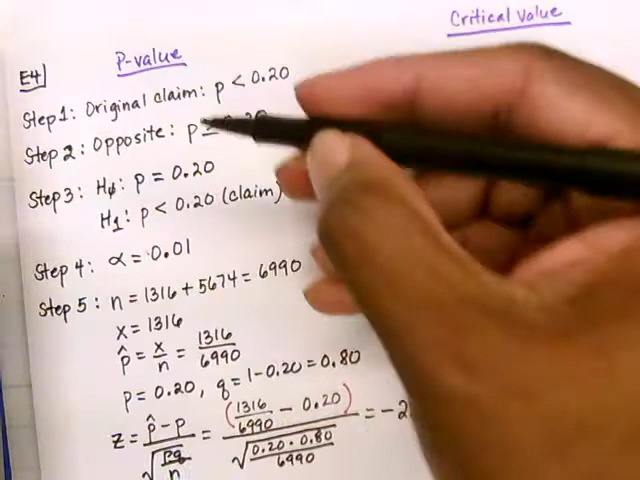 Critical Value
P-value
E4
Step 1: Original claim: p < 0.20
Step 2: Opposite: p ≥ 0.20
Step 3: H₀: p = 0.20
H₁: p < 0.20 (claim)
Step 4: α = 0.01
Step 5: n = 1316 + 5674 = 6990
x = 1316
p̂ = x/n = 1316/6990
p = 0.20, q = 1 - 0.20 = 0.80
z = (p̂ - p)/√(pq/n) = (1316/6990 - 0.20)/√(0.20 · 0.80/6990) = -2